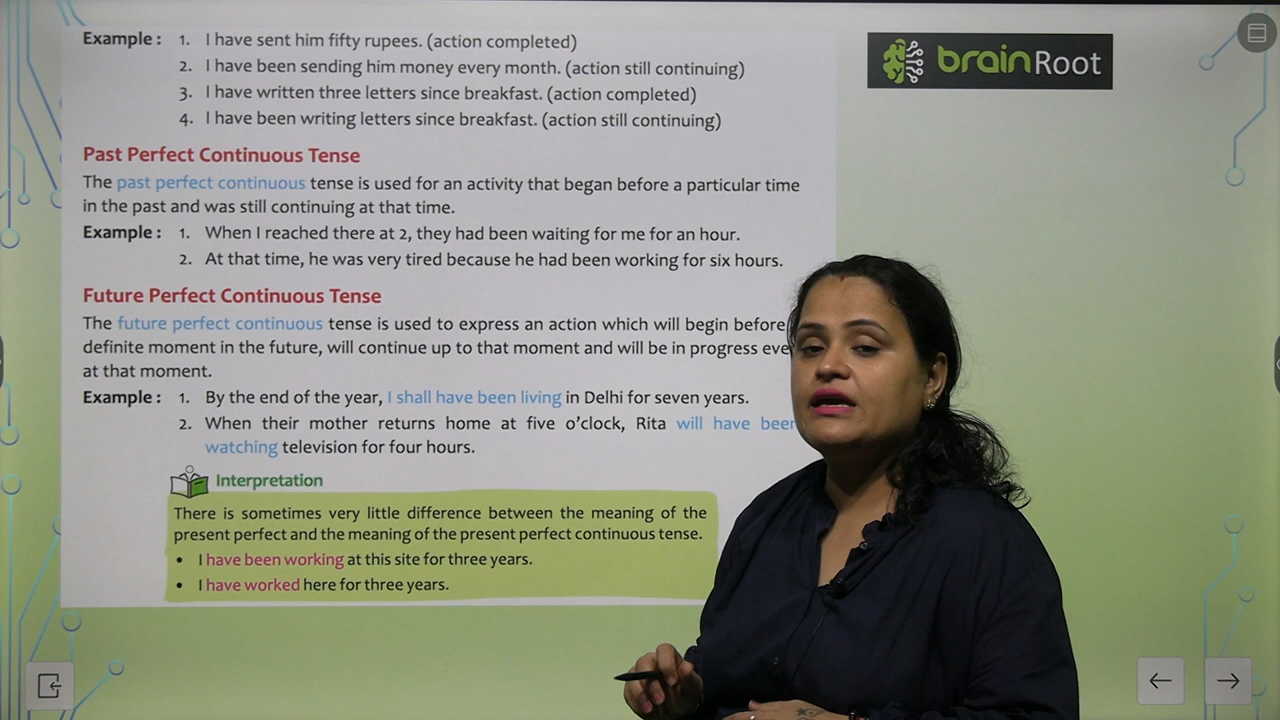 Example : 1. I have sent him fifty rupees. (action completed)
2. I have been sending him money every month. (action still continuing)
3. I have written three letters since breakfast. (action completed)
4. I have been writing letters since breakfast. (action still continuing)
brainRoot
Past Perfect Continuous Tense
The past perfect continuous tense is used for an activity that began before a particular time
in the past and was still continuing at that time.
Example : 1. When I reached there at 2, they had been waiting for me for an hour.
2. At that time, he was very tired because he had been working for six hours.
Future Perfect Continuous Tense
The future perfect continuous tense is used to express an action which will begin before
definite moment in the future, will continue up to that moment and will be in progress eve
at that moment.
Example : 1. By the end of the year, I shall have been living in Delhi for seven years.
2. When their mother returns home at five o'clock, Rita will have been
watching television for four hours.
Interpretation
There is sometimes very little difference between the meaning of the
present perfect and the meaning of the present perfect continuous tense.
• I have been working at this site for three years.
• I have worked here for three years.